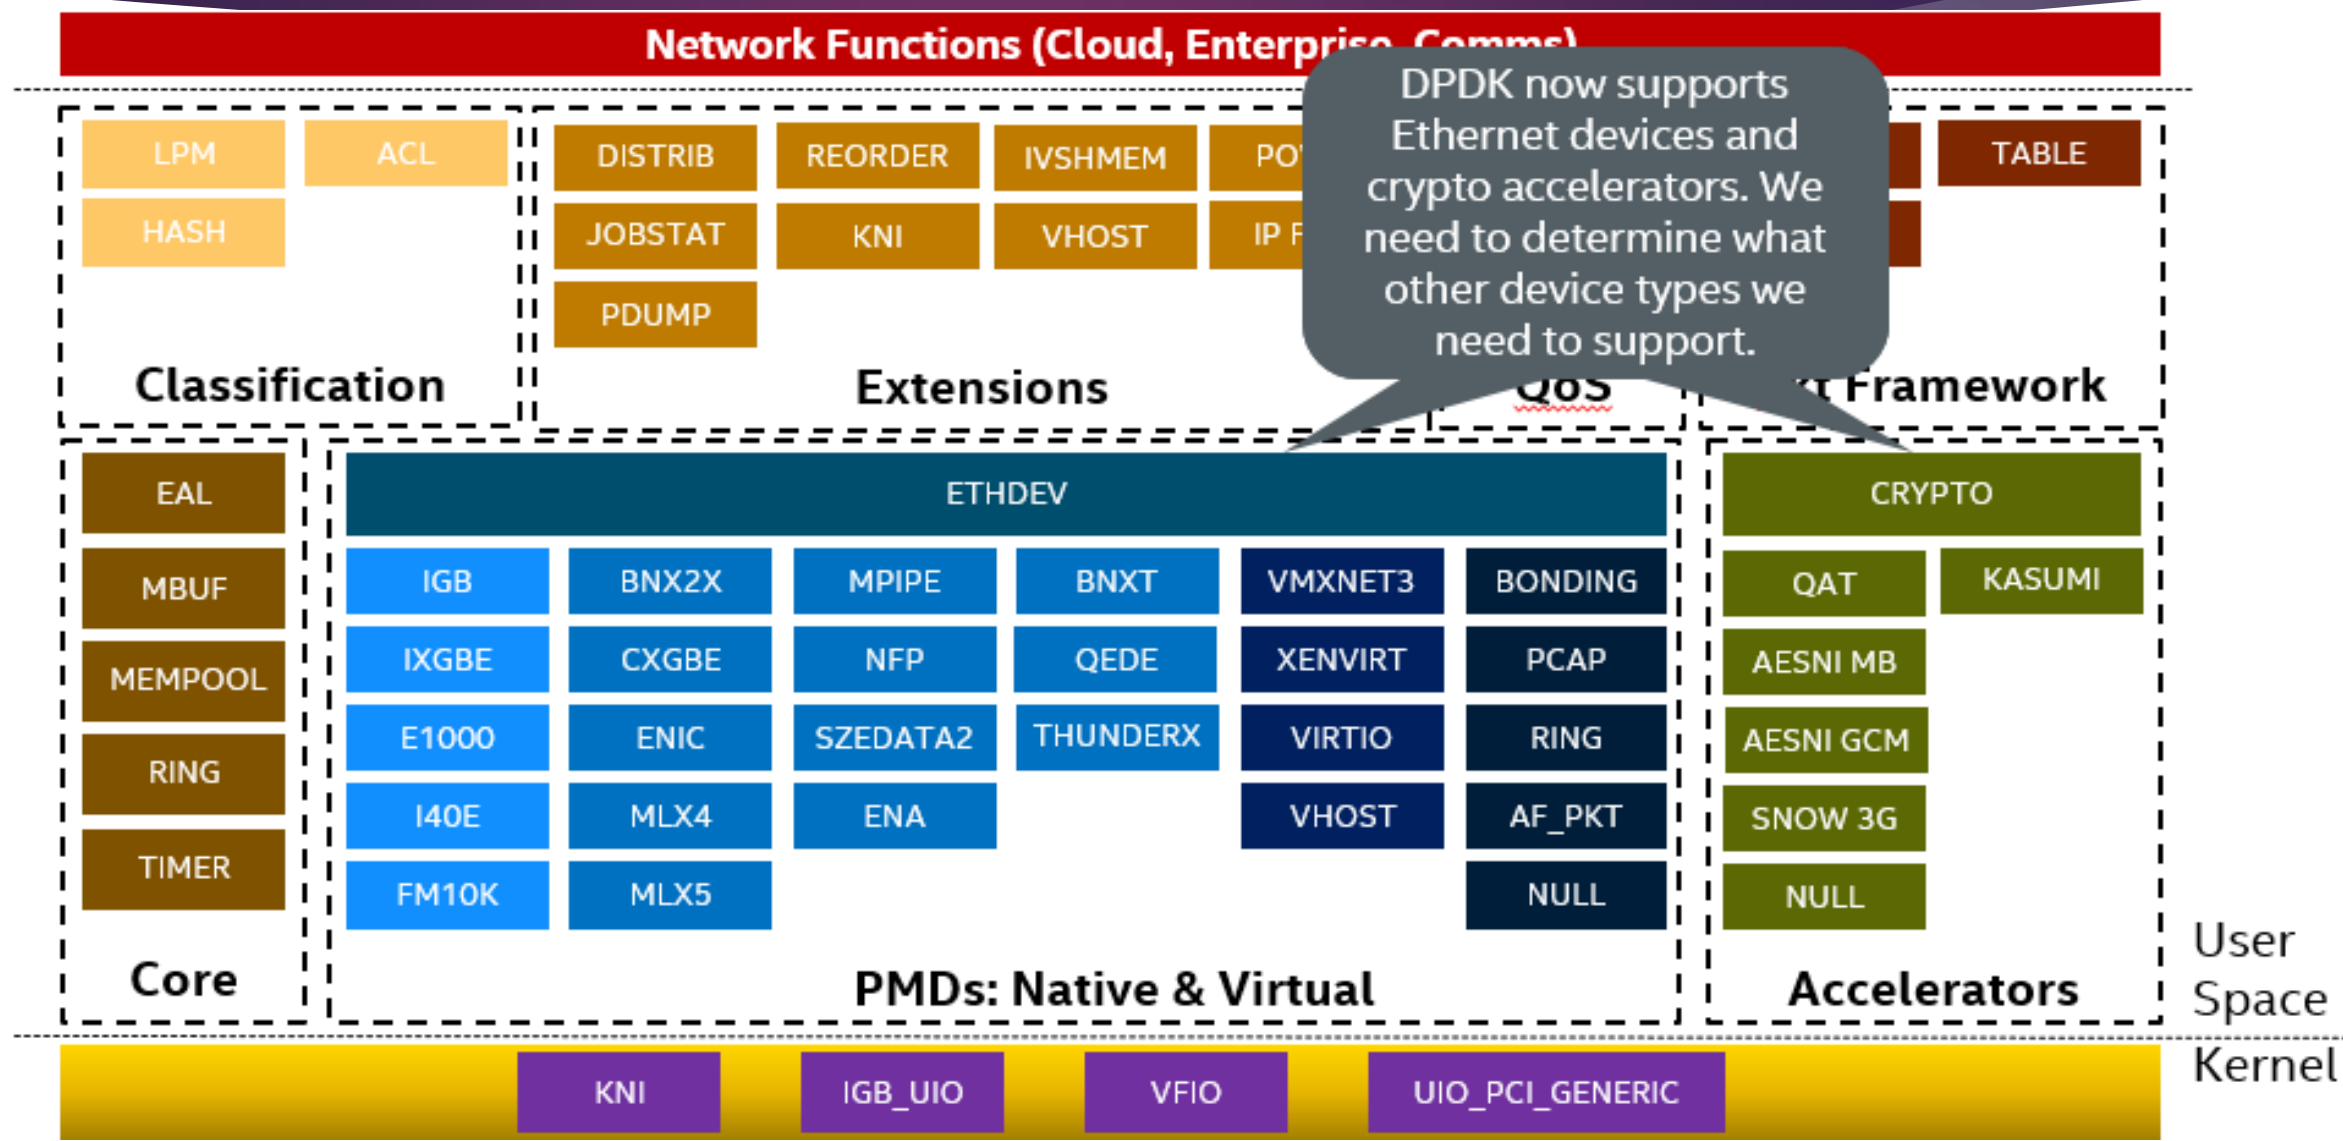 Network Functions (Cloud, Enterprise, Comms)
DPDK now supports
Ethernet devices and
crypto accelerators. We
need to determine what
other device types we
need to support.
LPM
ACL
HASH
Classification
DISTRIB
REORDER
IVSHMEM
JOBSTAT
KNI
VHOST
IP
PDUMP
Extensions
QoS
TABLE
Framework
EAL
MBUF
MEMPOOL
RING
TIMER
Core
ETHDEV
IGB
BNX2X
MPIPE
BNXT
VMXNET3
BONDING
IXGBE
CXGBE
NFP
QEDE
XENVIRT
PCAP
E1000
ENIC
SZEDATA2
THUNDERX
VIRTIO
RING
I40E
MLX4
ENA
VHOST
AF_PKT
FM10K
MLX5
NULL
PMDs: Native & Virtual
CRYPTO
QAT
KASUMI
AESNI MB
AESNI GCM
SNOW 3G
NULL
Accelerators
User
Space
Kernel
KNI
IGB_UIO
VFIO
UIO_PCI_GENERIC